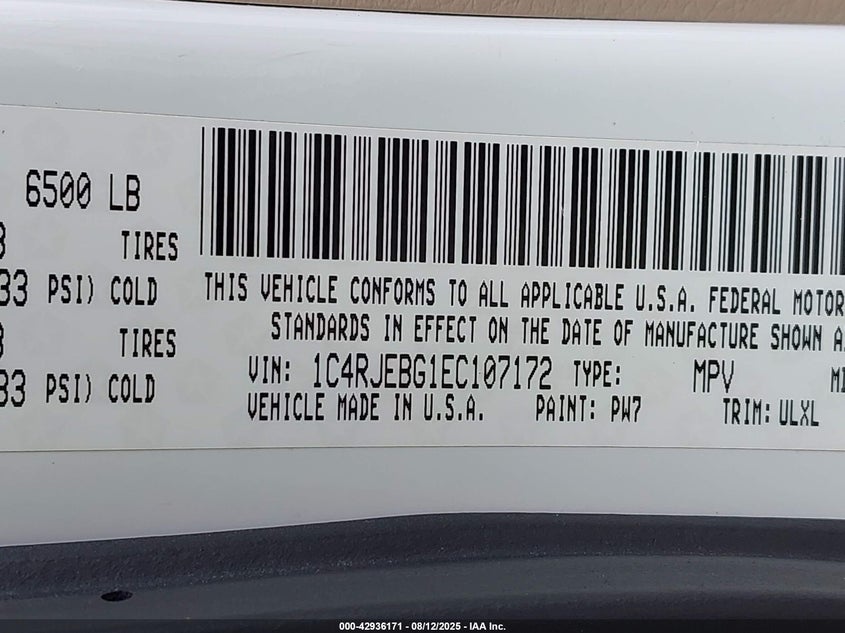 6500 LB
TIRES
33 PSI) COLD
TIRES
33 PSI) COLD
THIS VEHICLE CONFORMS TO ALL APPLICABLE U.S.A. FEDERAL MOTOR
STANDARDS IN EFFECT ON THE DATE OF MANUFACTURE SHOWN
VIN: 1C4RJEBG1EC107172 TYPE: MPV
VEHICLE MADE IN U.S.A. PAINT: PW7 TRIM: ULXL
000-42936171 - 08/12/2025 - IAA Inc.